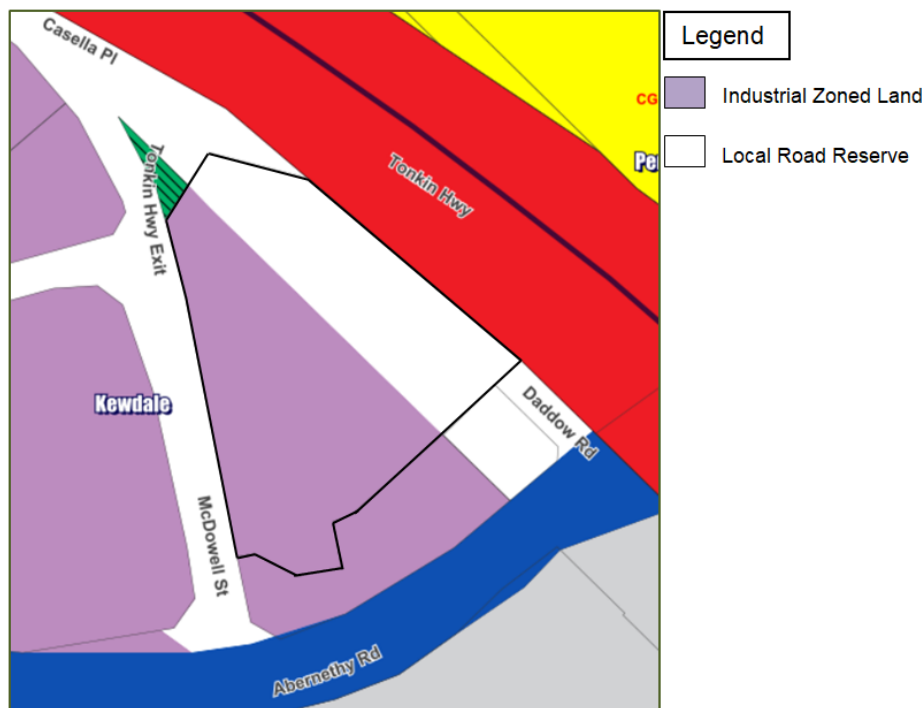 Casella Pl
Legend
Industrial Zoned Land
CG
Local Road Reserve
Tonkin Hwy
Tonkin Hwy Exit
Kewdale
Daddow Rd
McDowell St
Abernethy Rd